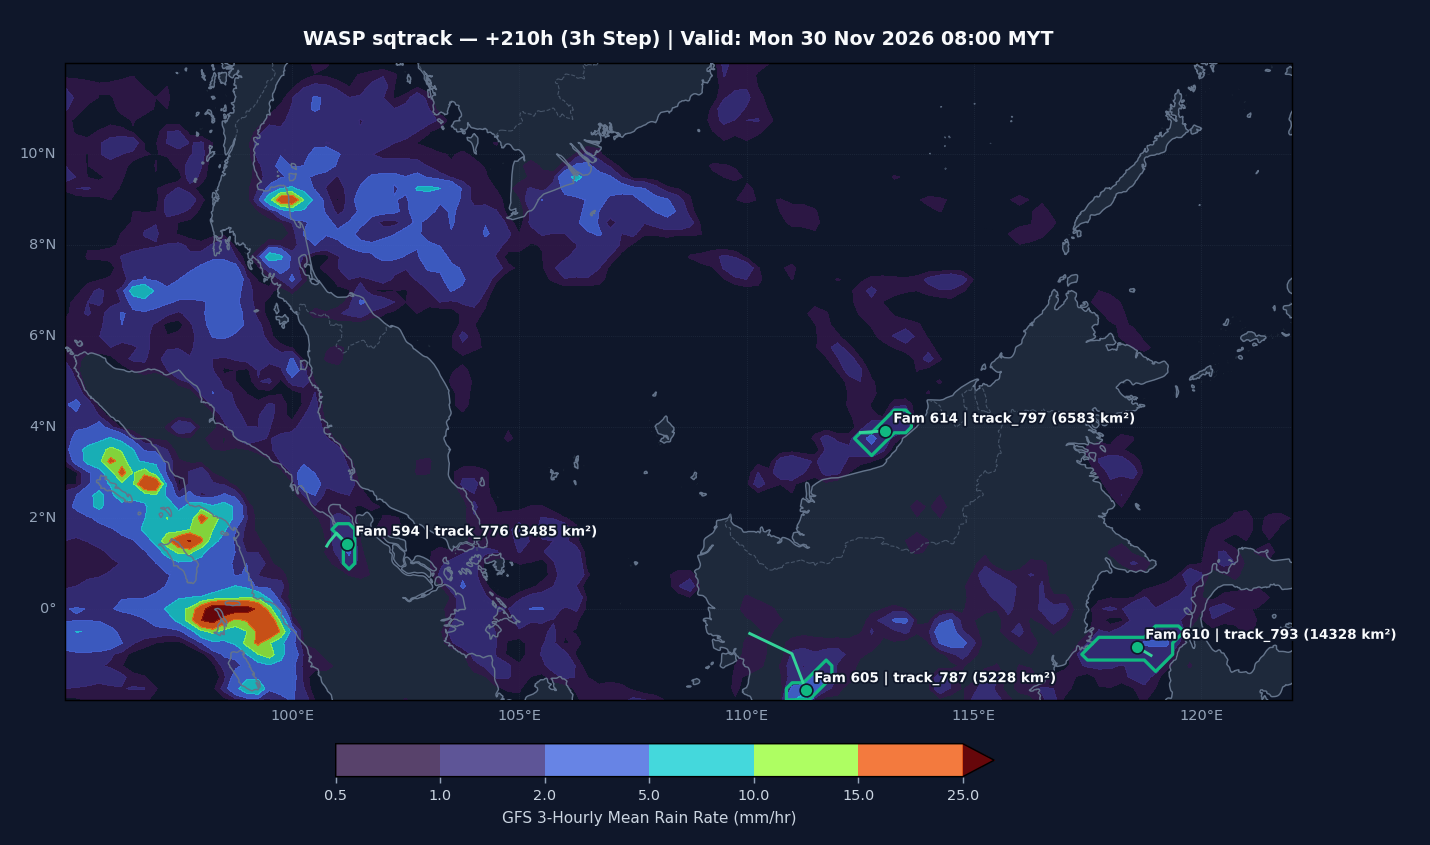 WASP sqtrack — +210h (3h Step) | Valid: Mon 30 Nov 2026 08:00 MYT
10°N
8°N
6°N
4°N
2°N
0°
Fam 614 | track_797 (6583 km²)
Fam 594 | track_776 (3485 km²)
Fam 610 | track_793 (14328 km²)
Fam 605 | track_787 (5228 km²)
100°E 105°E 110°E 115°E 120°E
0.5 1.0 2.0 5.0 10.0 15.0 25.0
GFS 3-Hourly Mean Rain Rate (mm/hr)